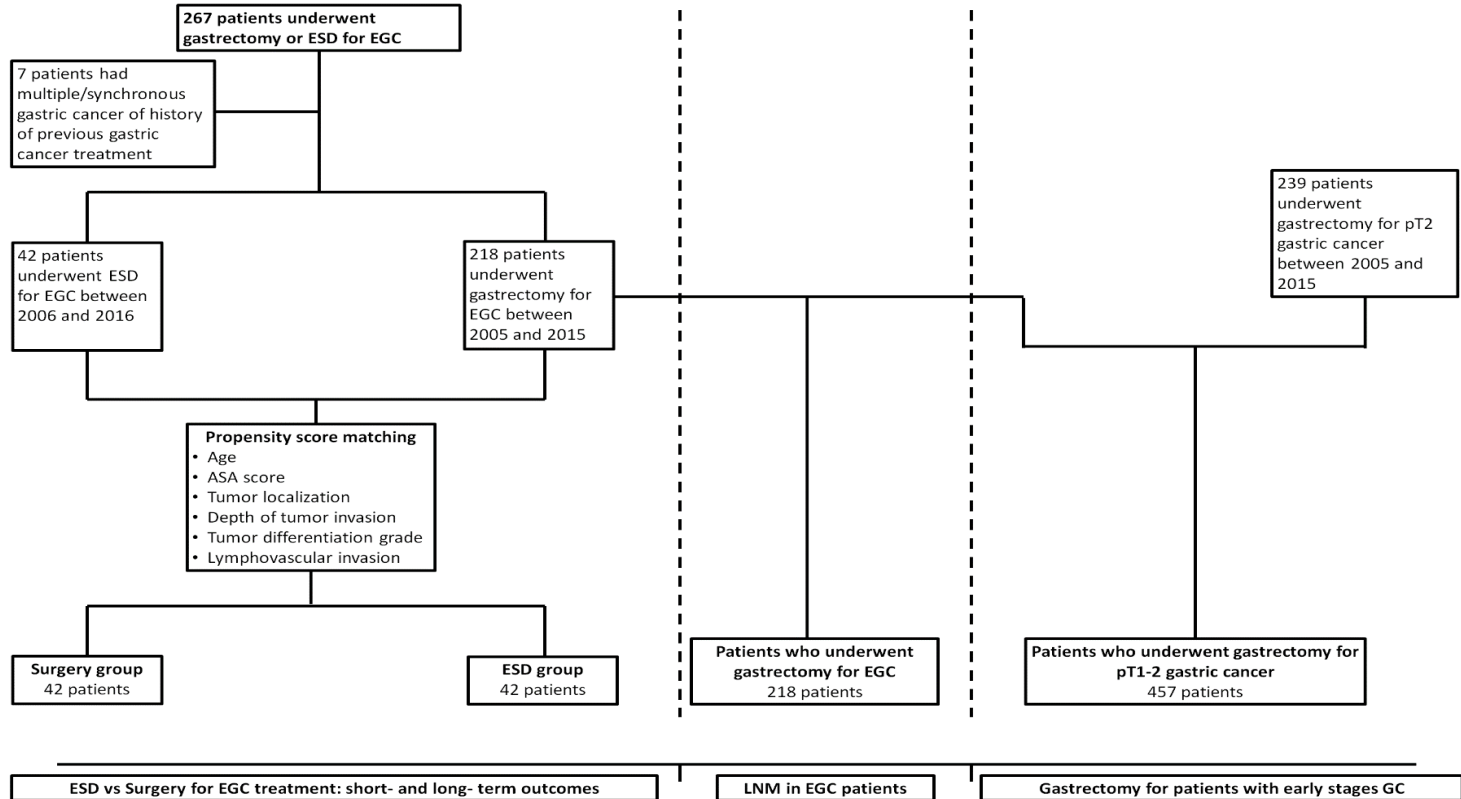 267 patients underwent
gastrectomy or ESD for EGC
7 patients had
multiple/synchronous
gastric cancer of history
of previous gastric
cancer treatment
239 patients
underwent
gastrectomy for pT2
gastric cancer
between 2005 and
2015
42 patients
underwent ESD
for EGC between
2006 and 2016
218 patients
underwent
gastrectomy for
EGC between
2005 and 2015
Propensity score matching
• Age
• ASA score
• Tumor localization
• Depth of tumor invasion
• Tumor differentiation grade
• Lymphovascular invasion
Surgery group
42 patients
ESD group
42 patients
Patients who underwent
gastrectomy for EGC
218 patients
Patients who underwent gastrectomy for
pT1-2 gastric cancer
457 patients
ESD vs Surgery for EGC treatment: short- and long- term outcomes
LNM in EGC patients
Gastrectomy for patients with early stages GC